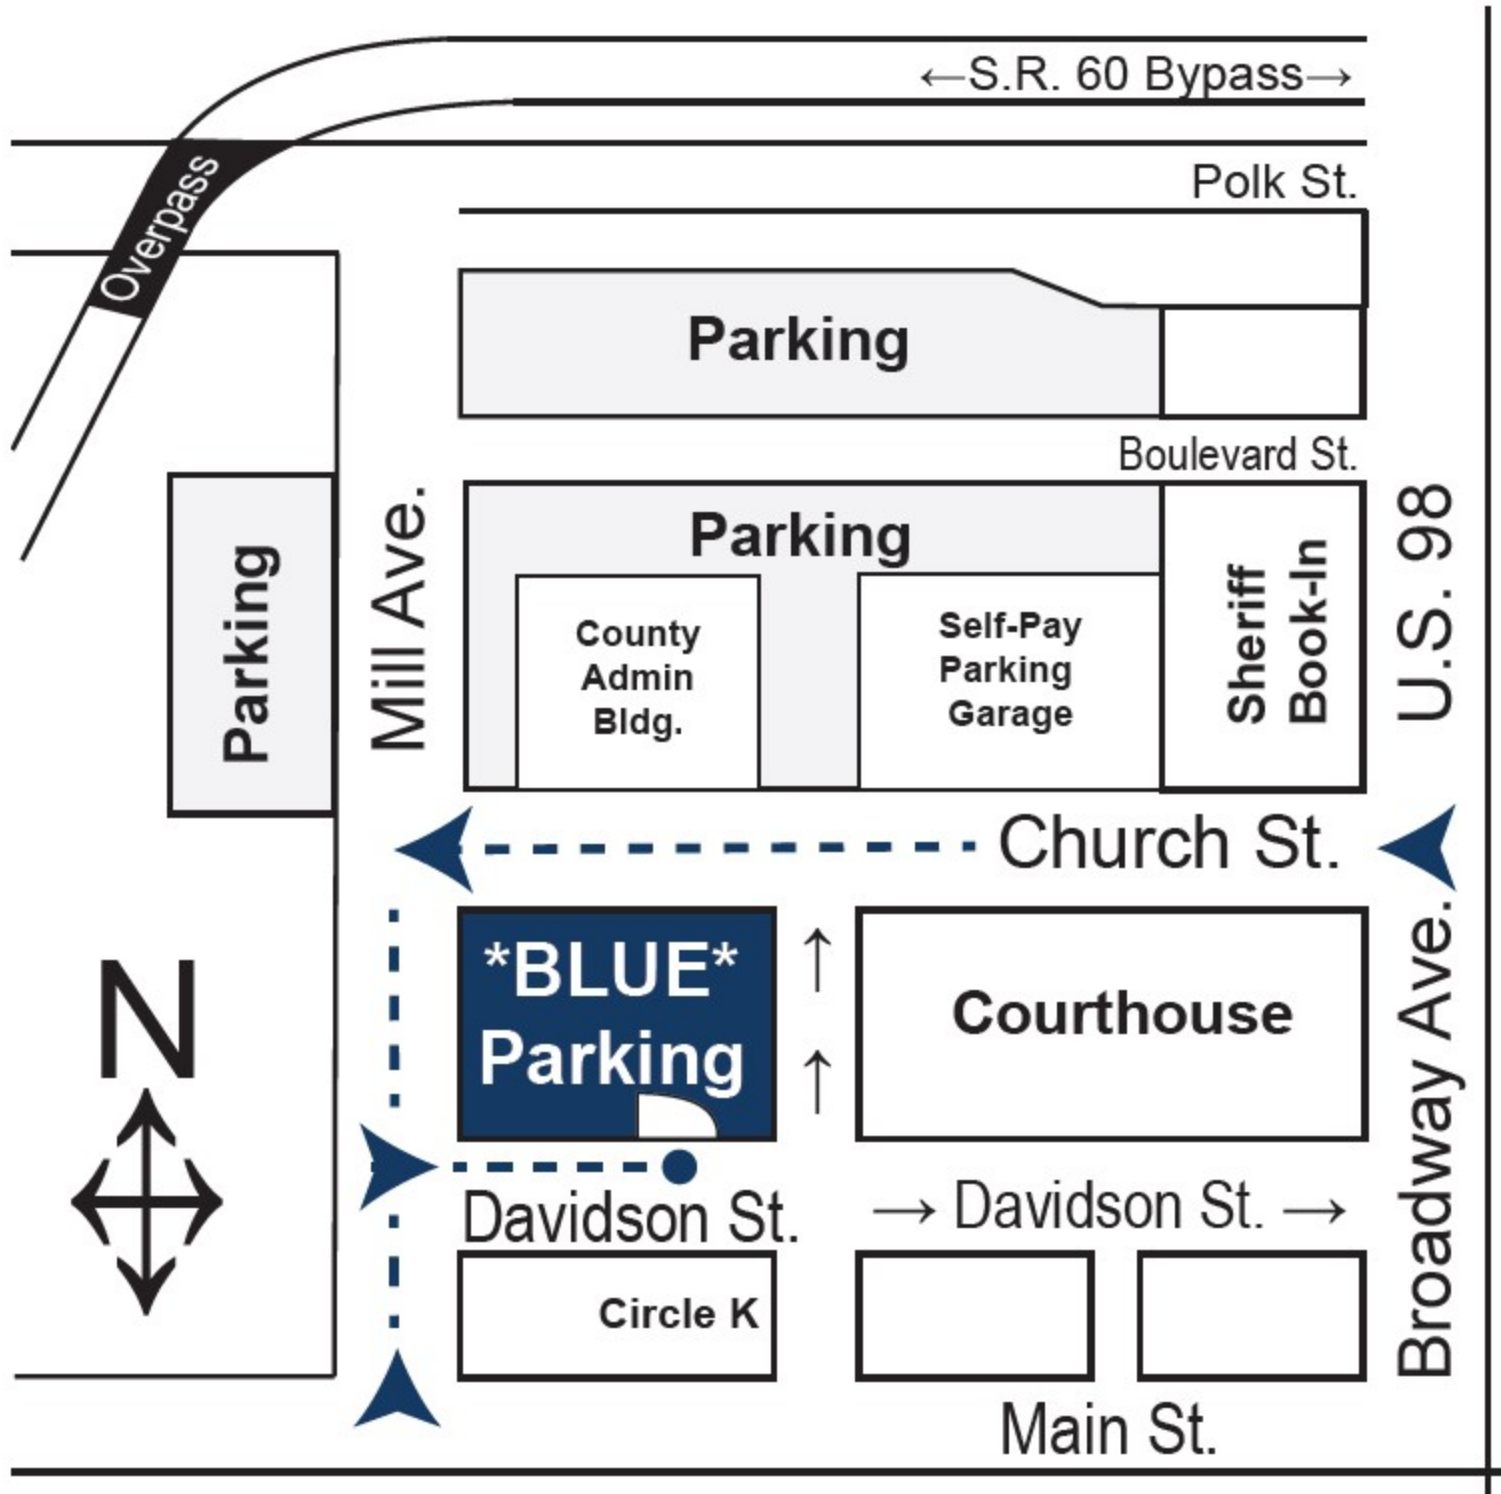 ←S.R. 60 Bypass→
Overpass
Polk St.
Parking
Boulevard St.
Parking
Mill Ave.
Parking
County
Admin
Bldg.
Self-Pay
Parking
Garage
Sheriff
Book-In
U.S. 98
Church St.
N
*BLUE*
Parking
↑
↑
Courthouse
Broadway Ave.
Davidson St.
→ Davidson St. →
Circle K
Main St.